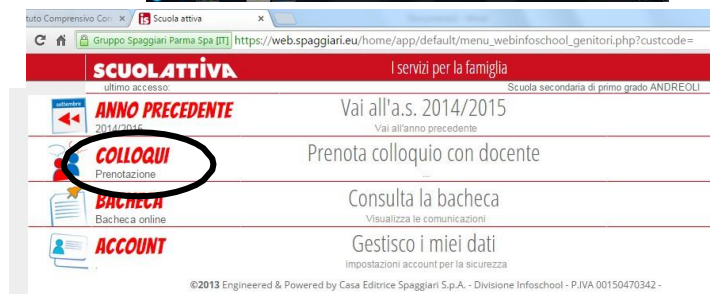 tuto Comprensivo Con × Scuola attiva ×
Gruppo Spaggiari Parma Spa [IT] https://web.spaggiari.eu/home/app/default/menu_webinfoschool_genitori.php?custcode=
SCUOLATTIVA I servizi per la famiglia
ultimo accesso: Scuola secondaria di primo grado ANDREOLI
settembre ANNO PRECEDENTE Vai all'a.s. 2014/2015
2014/2015 Vai all'anno precedente
COLLOQUI Prenota colloquio con docente
Prenotazione ...
BACHECA Consulta la bacheca
Bacheca online Visualizza le comunicazioni
ACCOUNT Gestisco i miei dati
. impostazioni account per la sicurezza
©2013 Engineered & Powered by Casa Editrice Spaggiari S.p.A. - Divisione Infoschool - P.IVA 00150470342 -